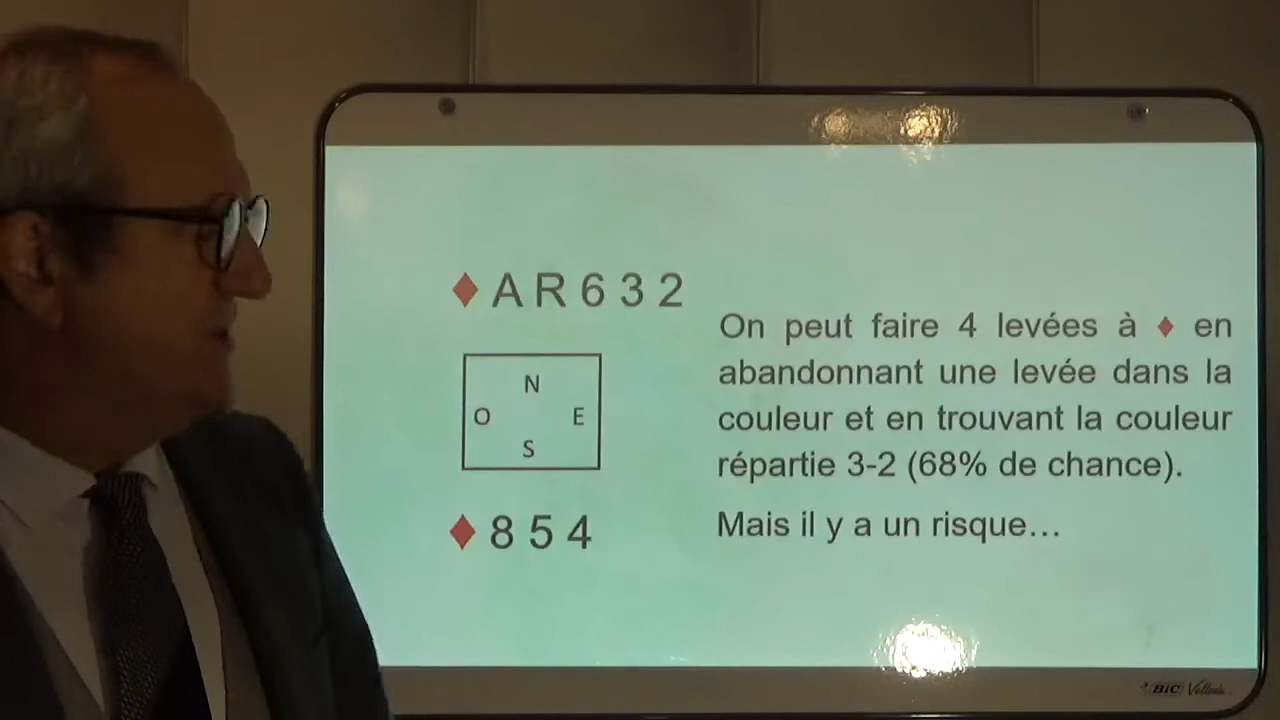 ♦ A R 6 3 2
N
O E
S
♦ 8 5 4
On peut faire 4 levées à ♦ en
abandonnant une levée dans la
couleur et en trouvant la couleur
répartie 3-2 (68% de chance).
Mais il y a un risque…
BIC Velleda